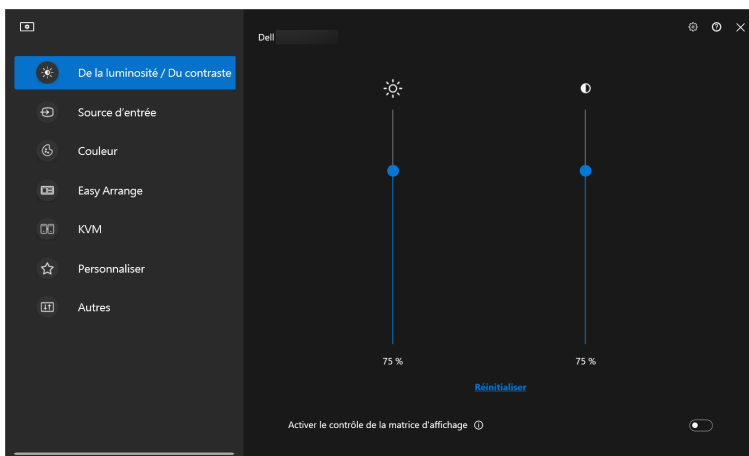 Dell
De la luminosité / Du contraste
Source d'entrée
Couleur
Easy Arrange
KVM
Personnaliser
Autres
75 %
75 %
Réinitialiser
Activer le contrôle de la matrice d'affichage